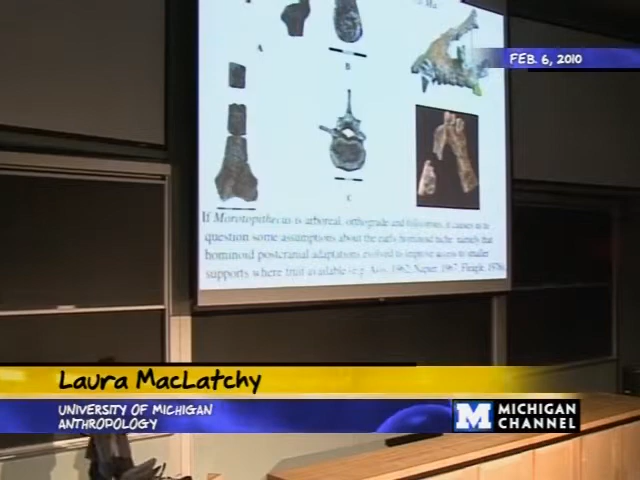 FEB. 6, 2010
A
B
C
If Morotopithecus is arboreal, orthograde and folivorous, it causes us to
question some assumptions about the early hominoid niche, namely that
hominoid postcranial adaptations evolved to improve access to smaller
supports where fruit available (e.g. Avis, 1962, Napier, 1967, Fleagle, 1976).
Laura MacLatchy
UNIVERSITY OF MICHIGAN
ANTHROPOLOGY
M MICHIGAN
CHANNEL